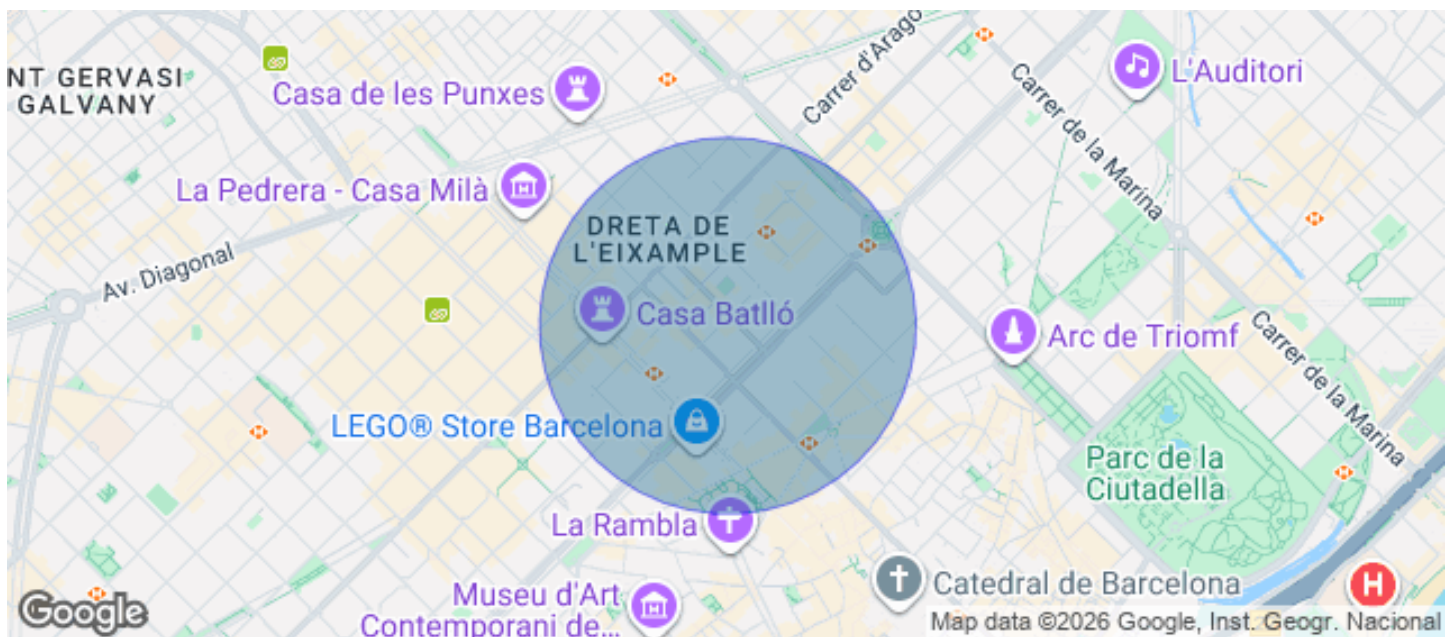 NT GERVASI
GALVANY
Casa de les Punxes
Carrer d'Arago
L'Auditori
Carrer de la Marina
La Pedrera - Casa Milà
DRETA DE
L'EIXAMPLE
Av. Diagonal
Casa Batlló
Arc de Triomf
Carrer de la Marina
LEGO® Store Barcelona
Parc de la
Ciutadella
La Rambla
Catedral de Barcelona
H
Museu d'Art
Contemporani de...
Google
Map data ©2026 Google, Inst. Geogr. Nacional